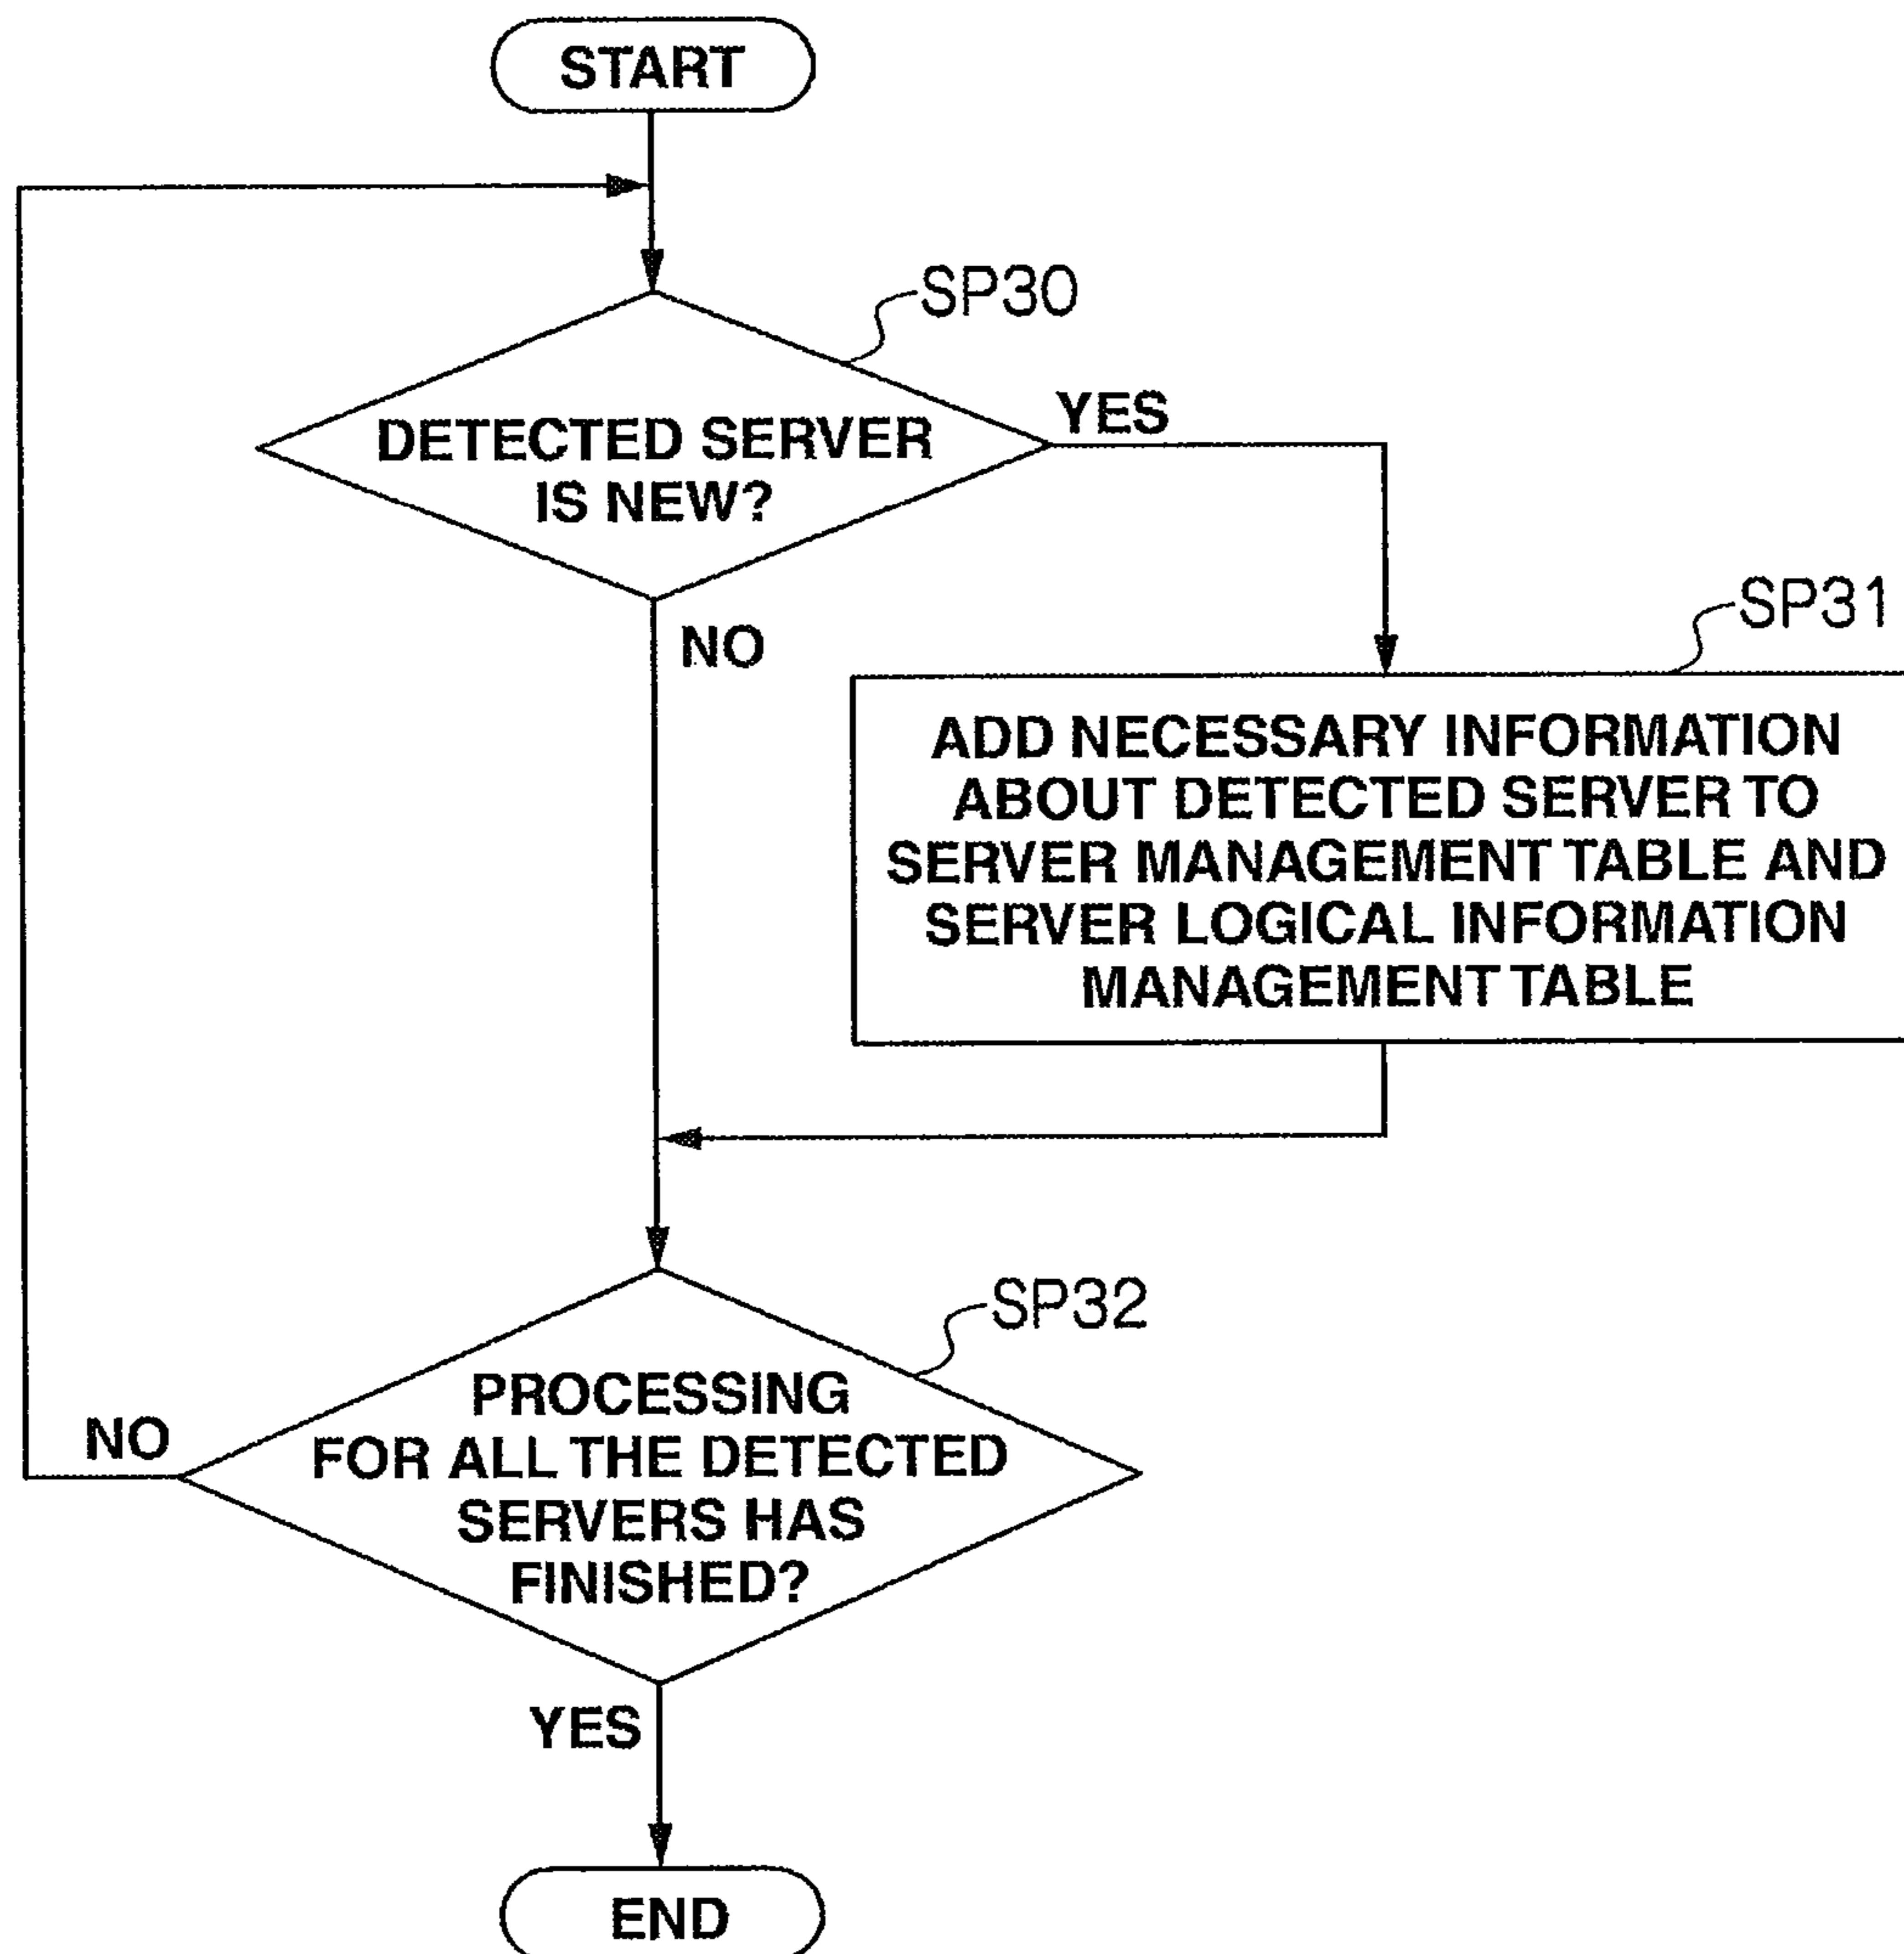 START
SP30
DETECTED SERVER
IS NEW?
YES
NO
SP31
ADD NECESSARY INFORMATION
ABOUT DETECTED SERVER TO
SERVER MANAGEMENT TABLE AND
SERVER LOGICAL INFORMATION
MANAGEMENT TABLE
SP32
PROCESSING
FOR ALL THE DETECTED
SERVERS HAS
FINISHED?
NO
YES
END